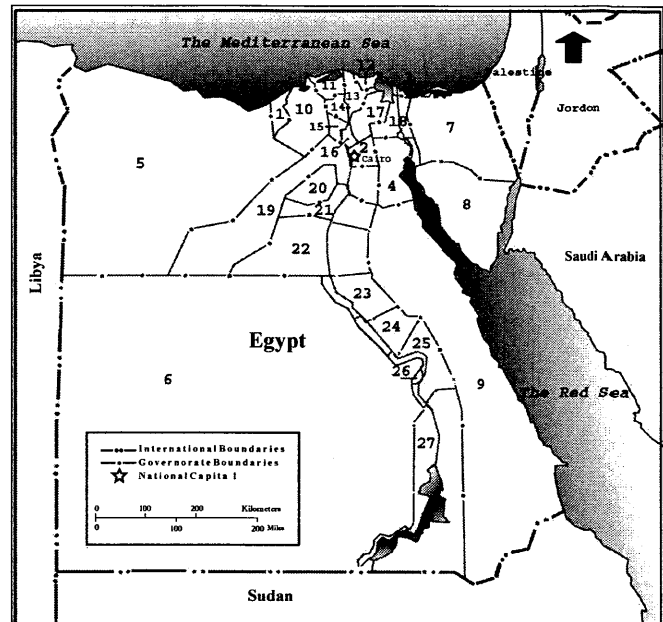 The Mediterranean Sea
12
11
13
10
1
14
17
18
15
7
Palestine
Jordon
5
16
2
Cairo
20
4
8
19
21
22
Saudi Arabia
Libya
23
Egypt
24
25
6
26
9
The Red Sea
27
International Boundaries
Governorate Boundaries
National Capita l
0 100 200 Kilometers
0 100 200 Miles
Sudan